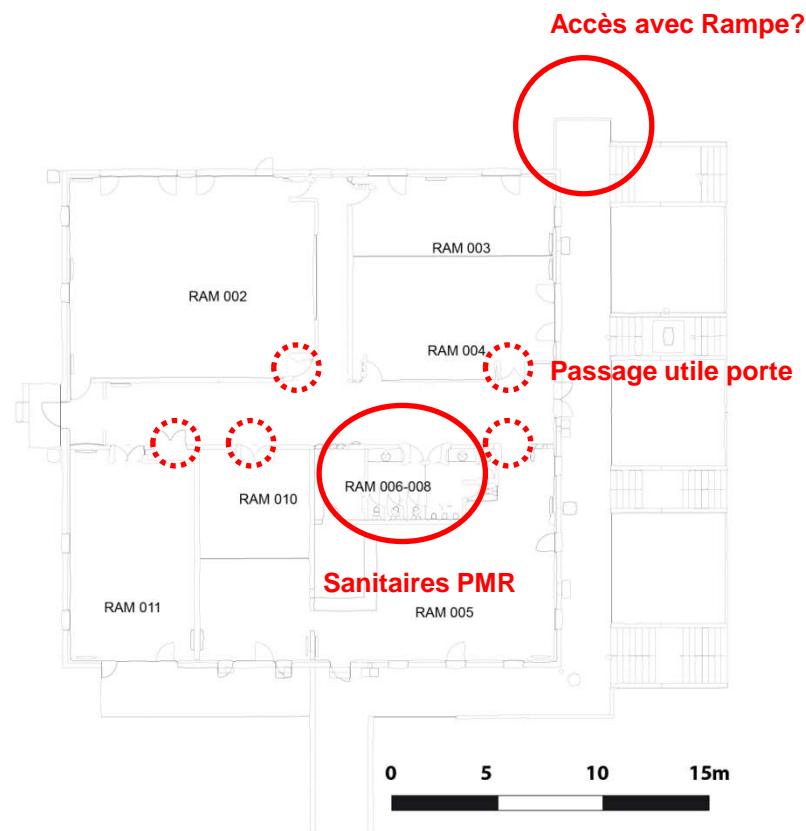 Accès avec Rampe?
RAM 003
RAM 002
RAM 004
Passage utile porte
RAM 006-008
RAM 010
Sanitaires PMR
RAM 011
RAM 005
0 5 10 15m